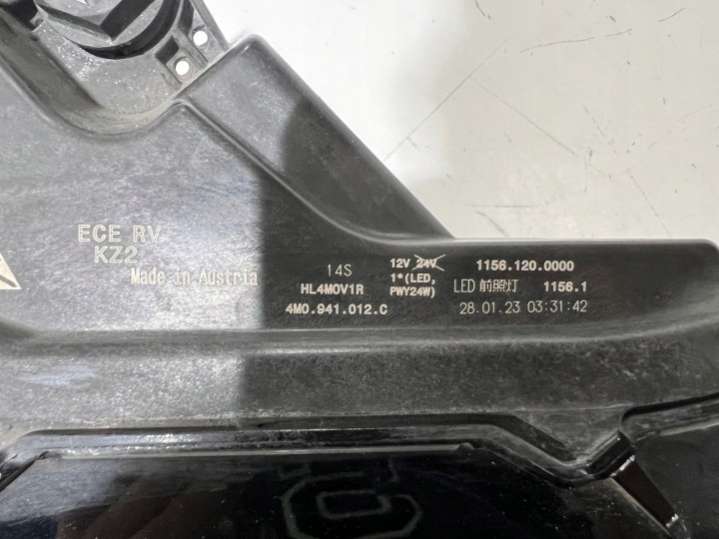 ECE RV
KZ2
Made in Austria
14S
HL4MOV1R
4M0.941.012.C
12V 24V
1*(LED,
PWY24W)
1156.120.0000
LED 前照灯 1156.1
28.01.23 03:31:42